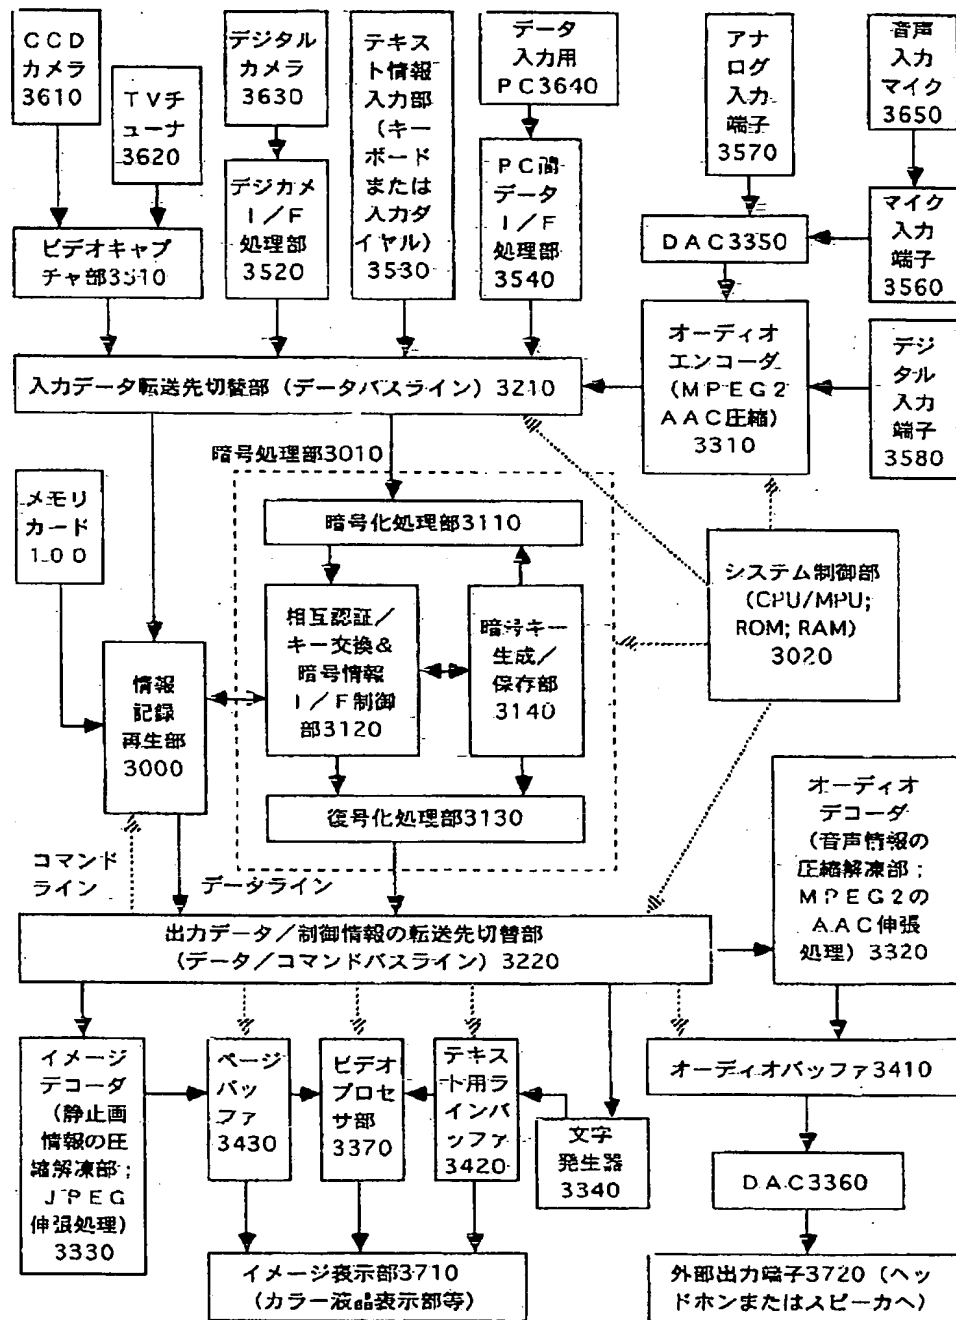 CCD
カメラ
3610
TVチ
ューナ
3620
デジタル
カメラ
3630
テキス
ト情報
入力部
(キー
ボード
または
入力ダ
イヤル)
3530
データ
入力用
PC3640
アナ
ログ
入力
端子
3570
音声
入力
マイク
3650
デジカメ
I/F
処理部
3520
PC間
データ
I/F
処理部
3540
ビデオキャプ
チャ部3510
DAC3350
マイク
入力
端子
3560
オーディオ
エンコーダ
(MPEG2
AAC圧縮)
3310
デジ
タル
入力
端子
3580
入力データ転送先切替部(データバスライン)3210
暗号処理部3010
メモリ
カード
100
暗号化処理部3110
システム制御部
(CPU/MPU;
ROM; RAM)
3020
相互認証/
キー交換&
暗号情報
I/F制御
部3120
暗号キー
生成/
保存部
3140
情報
記録
再生部
3000
復号化処理部3130
オーディオ
デコーダ
(音声情報の
圧縮解凍部;
MPEG2の
AAC伸張
処理)3320
コマンド
ライン
データライン
出力データ/制御情報の転送先切替部
(データ/コマンドバスライン)3220
イメージ
デコーダ
(静止画
情報の圧
縮解凍部;
JPEG
伸張処理)
3330
ページ
バッ
ファ
3430
ビデオ
プロセ
サ部
3370
テキス
ト用ラ
インバ
ッファ
3420
文字
発生器
3340
オーディオバッファ3410
DAC3360
イメージ表示部3710
(カラー液晶表示部等)
外部出力端子3720(ヘッ
ドホンまたはスピーカへ)